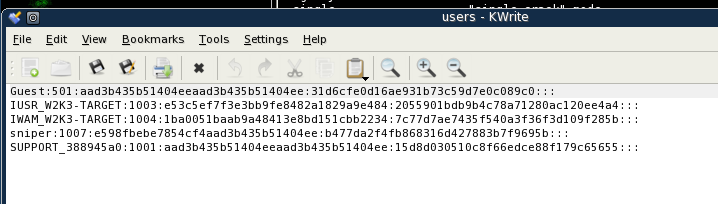 users - KWrite
File Edit View Bookmarks Tools Settings Help
Guest:501:aad3b435b51404eeaad3b435b51404ee:31d6cfe0d16ae931b73c59d7e0c089c0:::
IUSR_W2K3-TARGET:1003:e53c5ef7f3e3bb9fe8482a1829a9e484:2055901bdb9b4c78a71280ac120ee4a4:::
IWAM_W2K3-TARGET:1004:1ba0051baab9a48413e8bd151cbb2234:7c77d7ae7435f540a3f36f3d109f285b:::
sniper:1007:e598fbebe7854cf4aad3b435b51404ee:b477da2f4fb868316d427883b7f9695b:::
SUPPORT_388945a0:1001:aad3b435b51404eeaad3b435b51404ee:15d8d030510c8f66edce88f179c65655:::